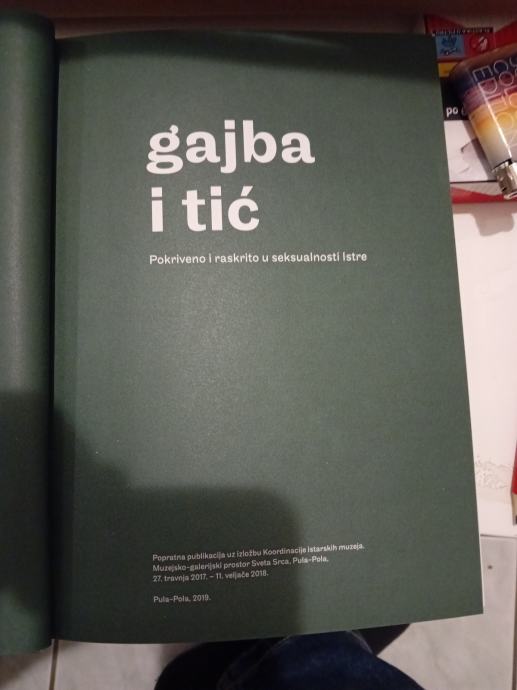 gajba
i tić
Pokriveno i raskrito u seksualnosti Istre
Popratna publikacija uz izložbu Koordinacije istarskih muzeja.
Muzejsko-galerijski prostor Sveta Srca, Pula-Pola,
27. travnja 2017. – 11. veljače 2018.
Pula-Pola, 2019.
po